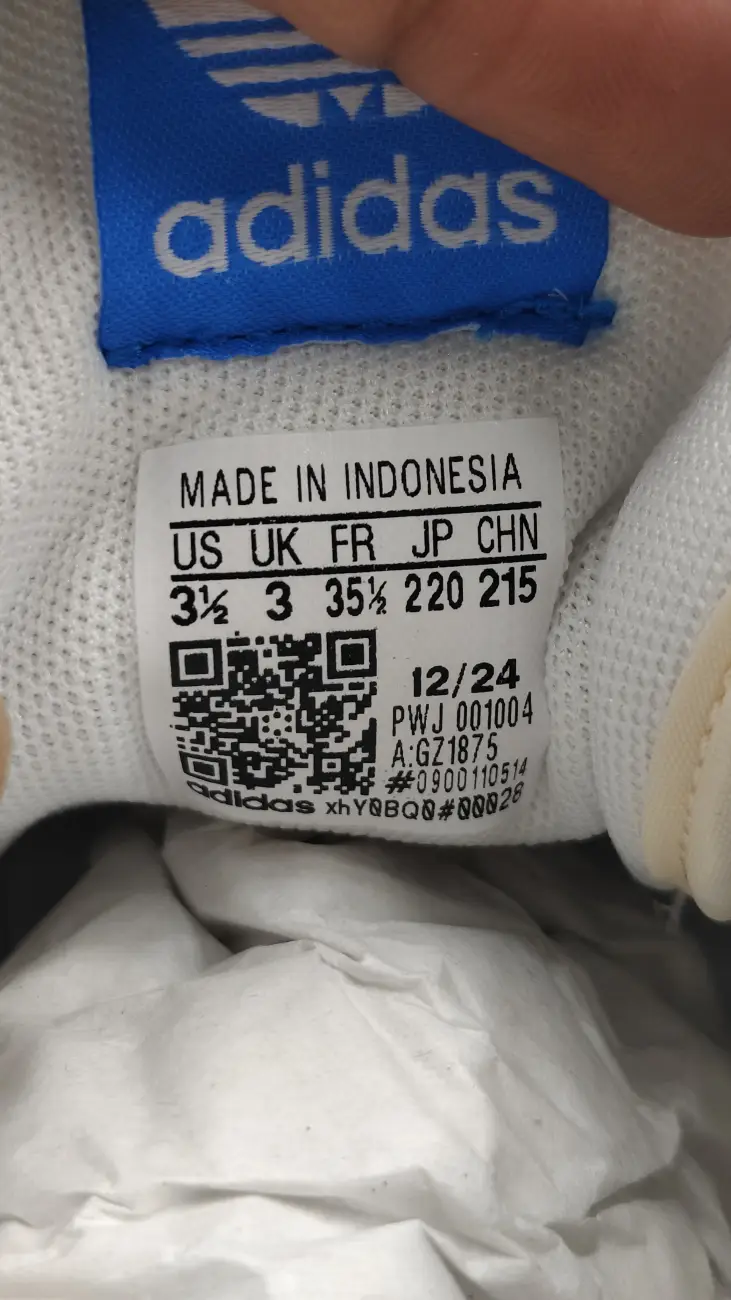 adidas
MADE IN INDONESIA
US UK FR JP CHN
3½ 3 35½ 220 215
12/24
PWJ 001004
A:GZ1875
#0900110514
adidas xhY0BQ0#00028